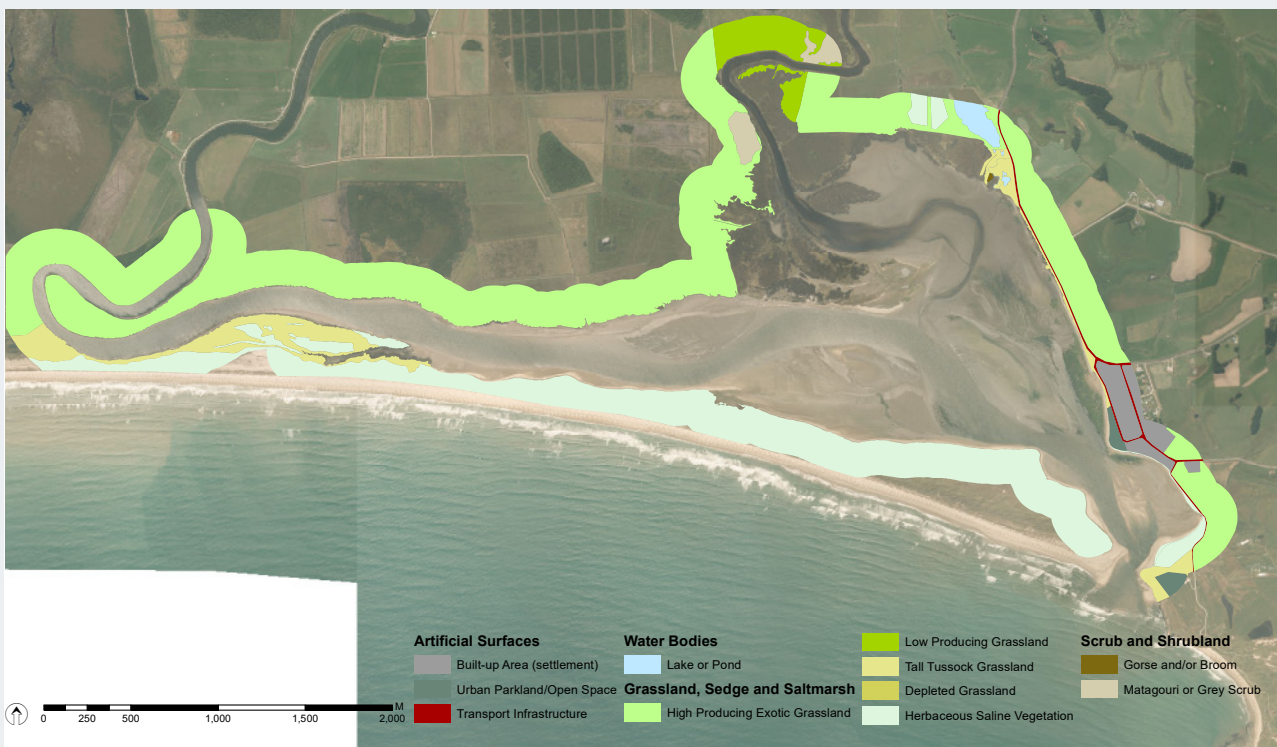 Artificial Surfaces
Built-up Area (settlement)
Urban Parkland/Open Space
Transport Infrastructure
Water Bodies
Lake or Pond
Grassland, Sedge and Saltmarsh
High Producing Exotic Grassland
Low Producing Grassland
Tall Tussock Grassland
Depleted Grassland
Herbaceous Saline Vegetation
Scrub and Shrubland
Gorse and/or Broom
Matagouri or Grey Scrub
M
0 250 500 1,000 1,500 2,000